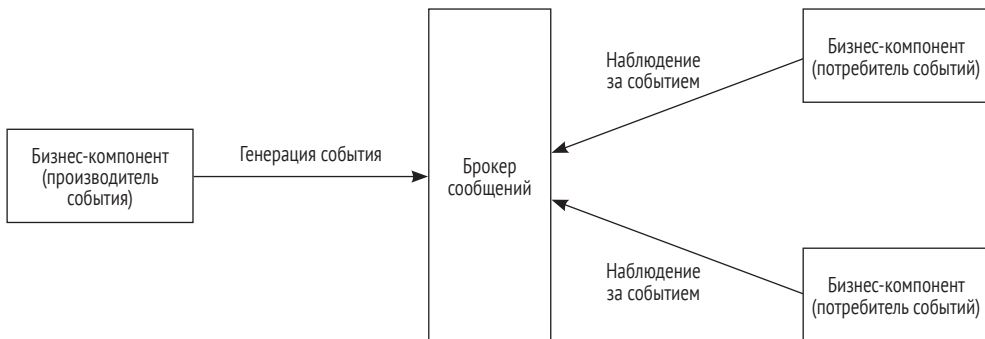 Бизнес-компонент
(производитель
события)
Генерация события
Брокер
сообщений
Наблюдение
за событием
Бизнес-компонент
(потребитель событий)
Наблюдение
за событием
Бизнес-компонент
(потребитель событий)